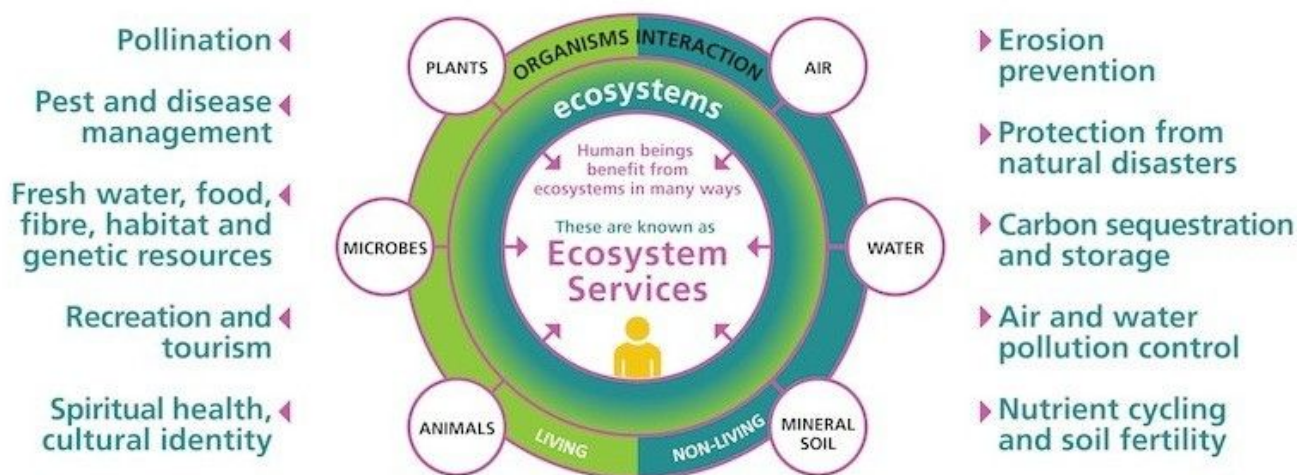 Pollination
Pest and disease
management
Fresh water, food,
fibre, habitat and
genetic resources
Recreation and
tourism
Spiritual health,
cultural identity
PLANTS
MICROBES
ANIMALS
ORGANISMS
INTERACTION
LIVING
NON-LIVING
ecosystems
Human beings
benefit from
ecosystems in many ways
These are known as
Ecosystem
Services
AIR
WATER
MINERAL
SOIL
Erosion
prevention
Protection from
natural disasters
Carbon sequestration
and storage
Air and water
pollution control
Nutrient cycling
and soil fertility